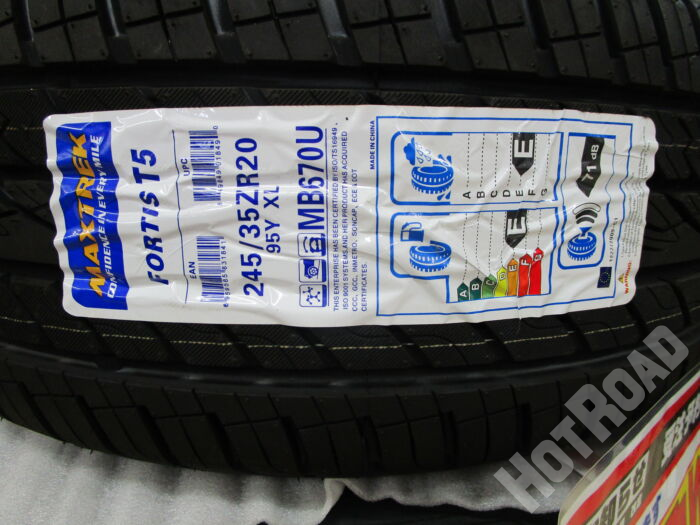 MAXTREK
CONFIDENCE IN EVERY MILE
FORTIS T5
UPC
EAN
245/35ZR20
95Y XL
MB670U
THIS ENTERPRISE HAS BEEN CERTIFIED BY ISO/TS16949,
ISO 9001 SYSTEMS AND HER PRODUCT HAS ACQUIRED
CCC, GCC, INMETRO, SONCAP, ECE, DOT
CERTIFICATES.
MADE IN CHINA
A
B
C
D
E
F
G
E
A
B
C
D
E
F
G
E
71 dB
HOTROAD